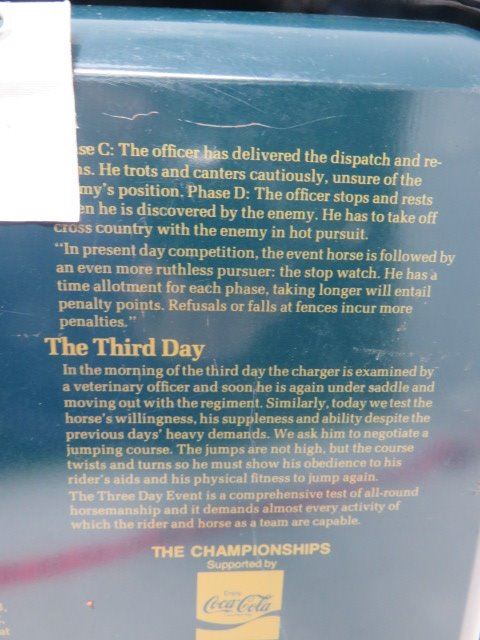 se C: The officer has delivered the dispatch and re-
ns. He trots and canters cautiously, unsure of the
my's position. Phase D: The officer stops and rests
en he is discovered by the enemy. He has to take off
cross country with the enemy in hot pursuit.
"In present day competition, the event horse is followed by
an even more ruthless pursuer: the stop watch. He has a
time allotment for each phase, taking longer will entail
penalty points. Refusals or falls at fences incur more
penalties."
The Third Day
In the morning of the third day the charger is examined by
a veterinary officer and soon he is again under saddle and
moving out with the regiment. Similarly, today we test the
horse's willingness, his suppleness and ability despite the
previous days' heavy demands. We ask him to negotiate a
jumping course. The jumps are not high, but the course
twists and turns so he must show his obedience to his
rider's aids and his physical fitness to jump again.
The Three Day Event is a comprehensive test of all-round
horsemanship and it demands almost every activity of
which the rider and horse as a team are capable.
THE CHAMPIONSHIPS
Supported by
Enjoy
Coca-Cola
at